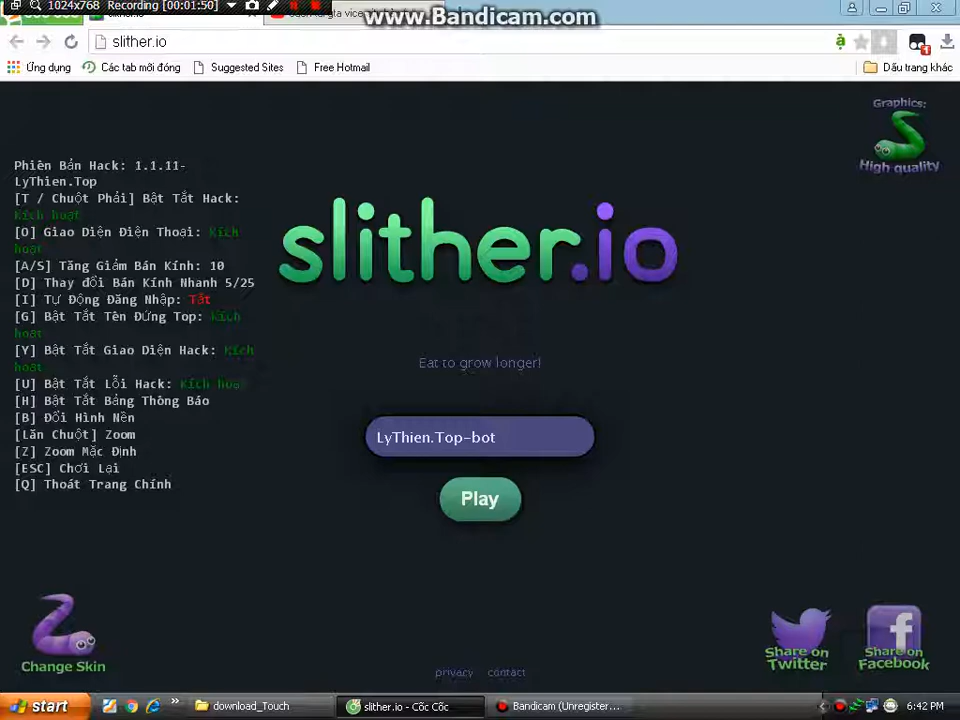 1024x768 Recording [00:01:50]
www.Bandicam.com
slither.io
Ứng dụng Các tab mới đóng Suggested Sites Free Hotmail Dấu trang khác
Graphics:
High quality
Phiên Bản Hack: 1.1.11-
LyThien.Top
[T / Chuột Phải] Bật Tắt Hack:
Kích hoạt
[O] Giao Diện Điện Thoại: Kích
hoạt
[A/S] Tăng Giảm Bán Kính: 10
[D] Thay đổi Bán Kính Nhanh 5/25
[I] Tự Động Đăng Nhập: Tắt
[G] Bật Tắt Tên Đứng Top: Kích
hoạt
[Y] Bật Tắt Giao Diện Hack: Kích
hoạt
[U] Bật Tắt Lỗi Hack: Kích hoạt
[H] Bật Tắt Bảng Thông Báo
[B] Đổi Hình Nền
[Lăn Chuột] Zoom
[Z] Zoom Mặc Định
[ESC] Chơi Lại
[Q] Thoát Trang Chính
slither.io
Eat to grow longer!
LyThien.Top-bot
Play
Change Skin
Share on
Twitter
Share on
Facebook
privacy contact
start download_Touch slither.io - Cốc Cốc Bandicam (Unregister... 6:42 PM